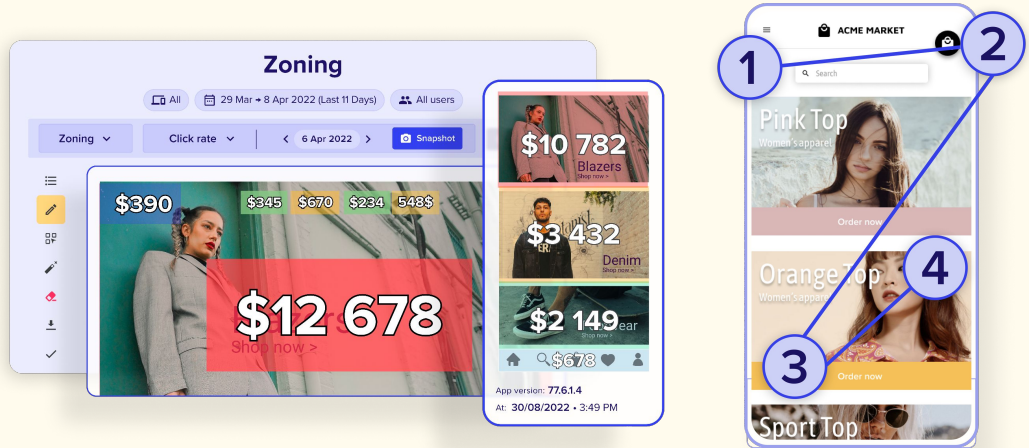 Zoning
All
29 Mar → 8 Apr 2022 (Last 11 Days)
All users
Zoning
Click rate
6 Apr 2022
Snapshot
$390
$345
$670
$234
548$
$12 678
Blazers
Shop now >
$10 782
Blazers
Shop now >
$3 432
Denim
Shop now >
$2 149
Shop now >
$678
App version: 77.6.1.4
At: 30/08/2022 • 3:49 PM
ACME MARKET
1
2
Search
Pink Top
Women's apparel
Order now
Orange Top
Women's apparel
4
3
Order now
Sport Top